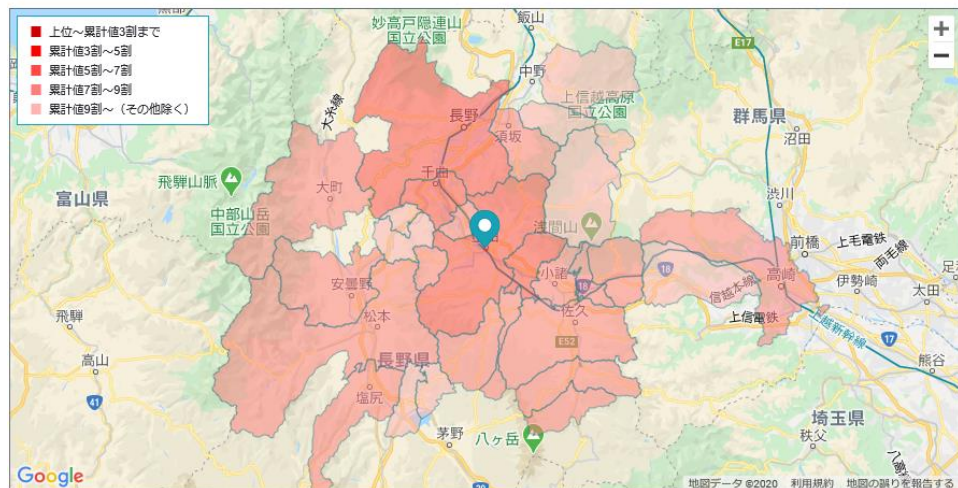 上位～累計値3割まで
累計値3割～5割
累計値5割～7割
累計値7割～9割
累計値9割～（その他除く）
妙高戸隠連山
国立公園
飯山
中野
E17
上信越高原
国立公園
群馬県
沼田
大糸線
長野
須坂
富山県
飛騨山脈
大町
千曲
渋川
中部山岳
国立公園
浅間山
前橋
上毛電鉄
両毛線
足利
安曇野
小諸
18
18
信越本線
高崎
伊勢崎
太田
飛騨
松本
佐久
上信電鉄
上越新幹線
17
高山
長野県
E52
熊谷
41
塩尻
埼玉県
茅野
八ヶ岳
秩父
20
Google
地図データ ©2020
利用規約
地図の誤りを報告する
+
−